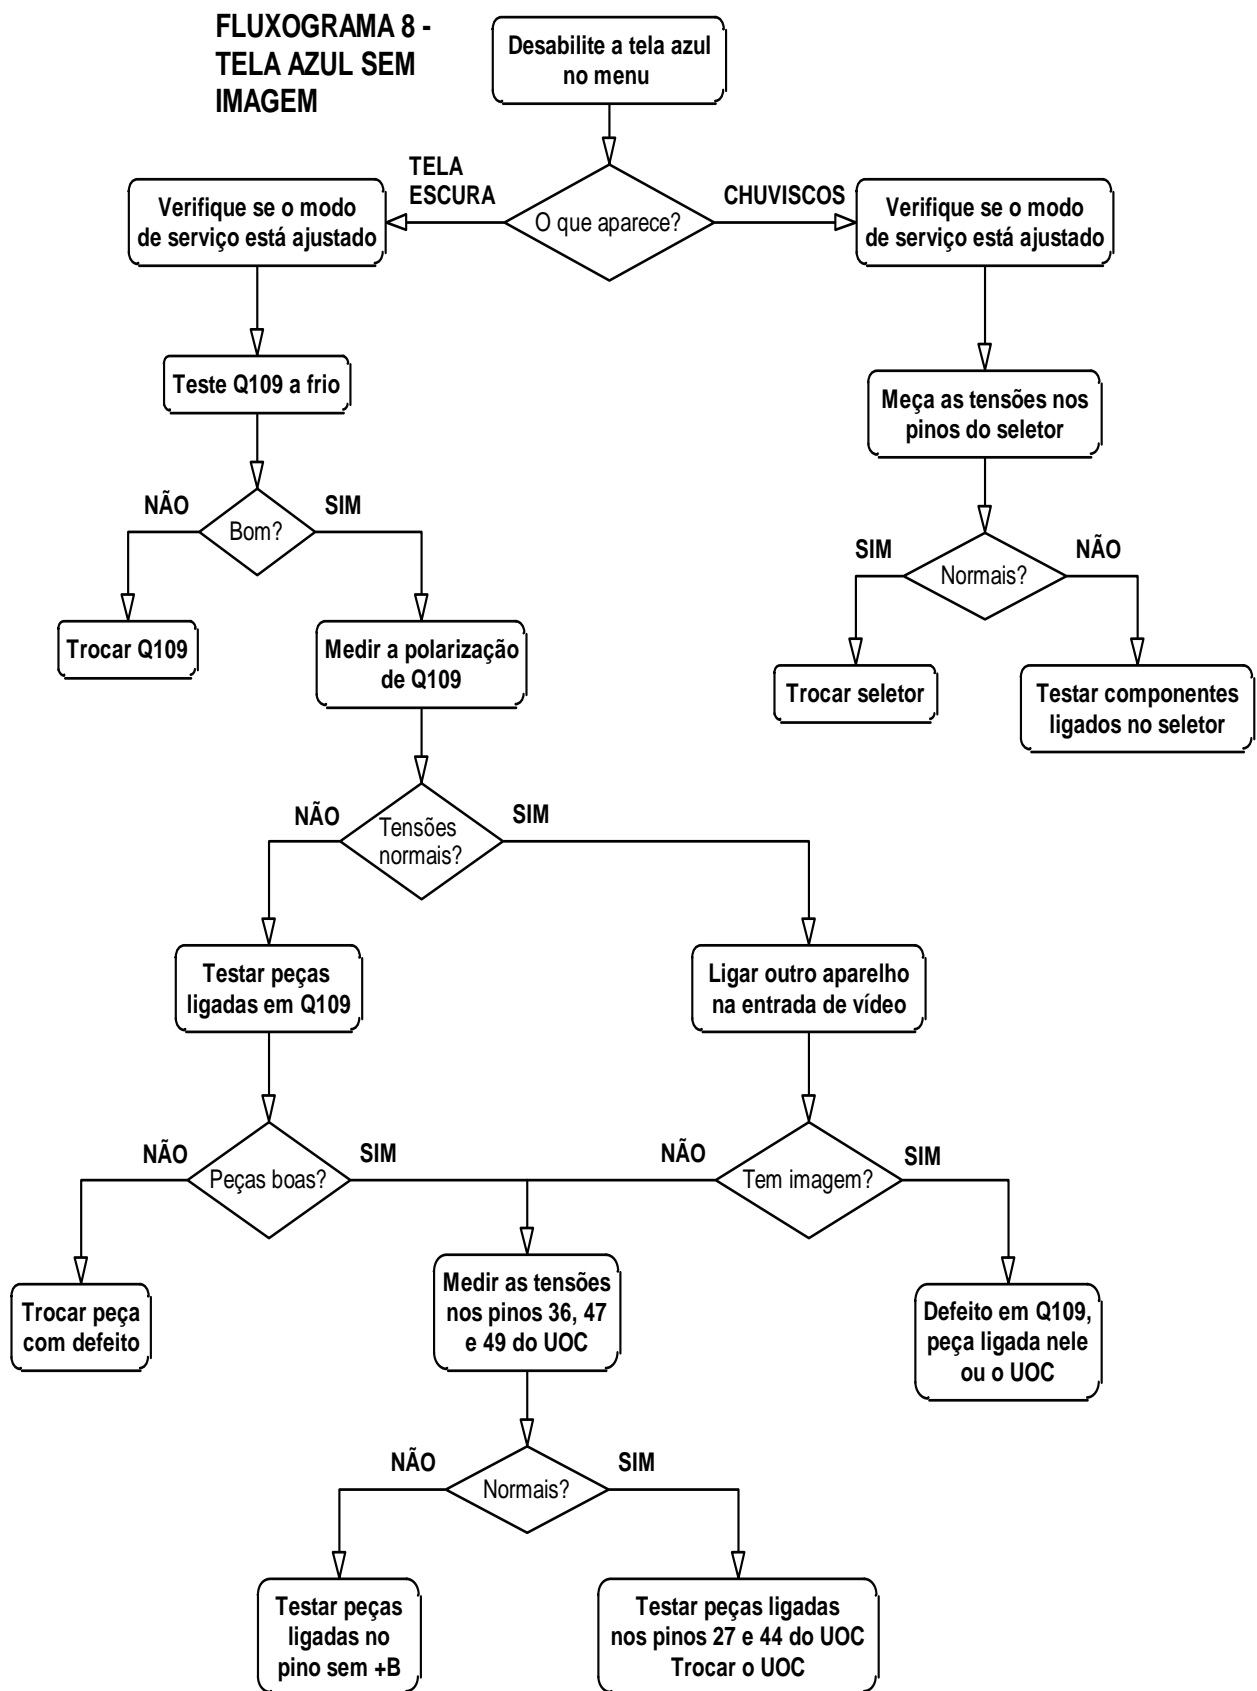 FLUXOGRAMA 8 -
TELA AZUL SEM
IMAGEM
Desabilite a tela azul
no menu
TELA
ESCURA
CHUVISCOS
O que aparece?
Verifique se o modo
de serviço está ajustado
Verifique se o modo
de serviço está ajustado
Teste Q109 a frio
Meça as tensões nos
pinos do seletor
NÃO
SIM
Bom?
SIM
NÃO
Normais?
Trocar Q109
Medir a polarização
de Q109
Trocar seletor
Testar componentes
ligados no seletor
NÃO
SIM
Tensões
normais?
Testar peças
ligadas em Q109
Ligar outro aparelho
na entrada de vídeo
NÃO
SIM
Peças boas?
NÃO
SIM
Tem imagem?
Trocar peça
com defeito
Medir as tensões
nos pinos 36, 47
e 49 do UOC
Defeito em Q109,
peça ligada nele
ou o UOC
NÃO
SIM
Normais?
Testar peças
ligadas no
pino sem +B
Testar peças ligadas
nos pinos 27 e 44 do UOC
Trocar o UOC